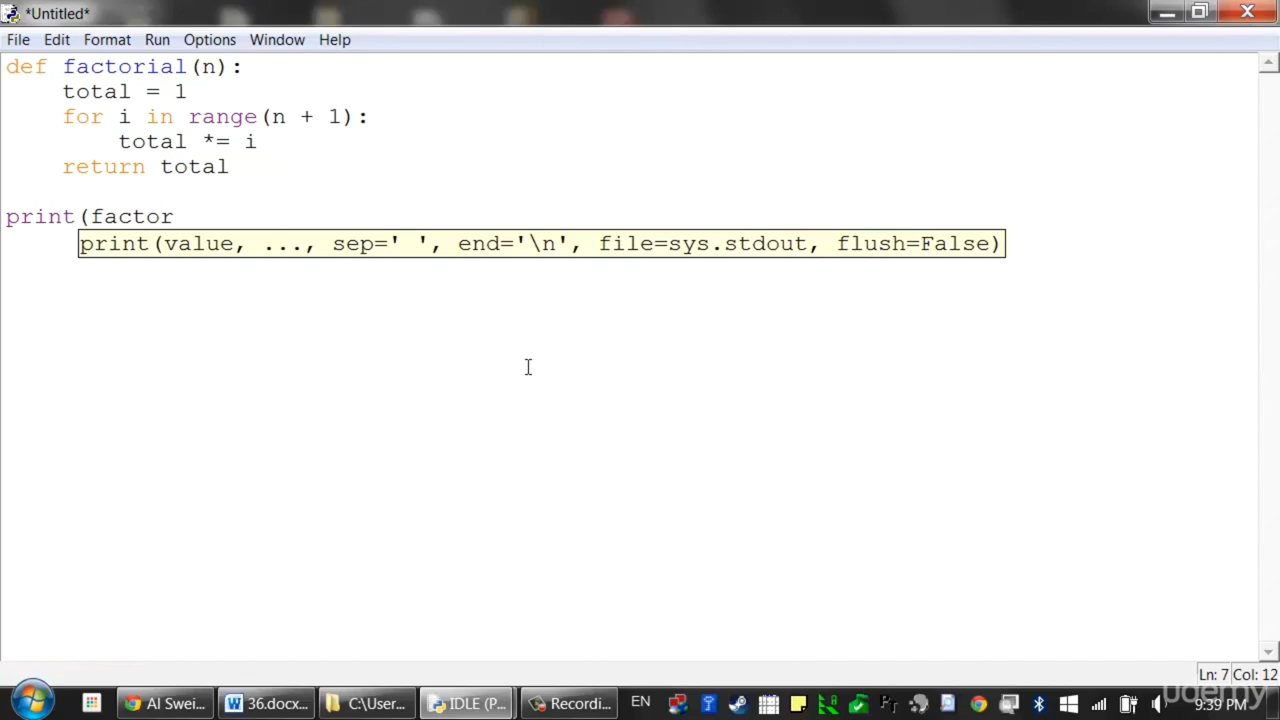 *Untitled*
File Edit Format Run Options Window Help
def factorial(n):
    total = 1
    for i in range(n + 1):
        total *= i
    return total
print(factor
print(value, ..., sep=' ', end='\n', file=sys.stdout, flush=False)
Ln: 7 Col: 12
Al Swei... 36.docx... C:\User... IDLE (P... Recordi... EN 9:39 PM
udemy